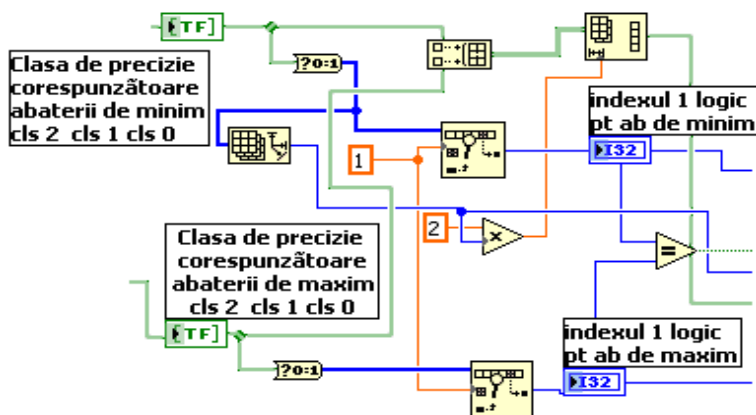 TF
?0:1
Clasa de precizie
corespunzãtoare
abaterii de minim
cls 2 cls 1 cls 0
indexul 1 logic
pt ab de minim
I32
1
2
x
=
Clasa de precizie
corespunzãtoare
abaterii de maxim
cls 2 cls 1 cls 0
TF
?0:1
indexul 1 logic
pt ab de maxim
I32